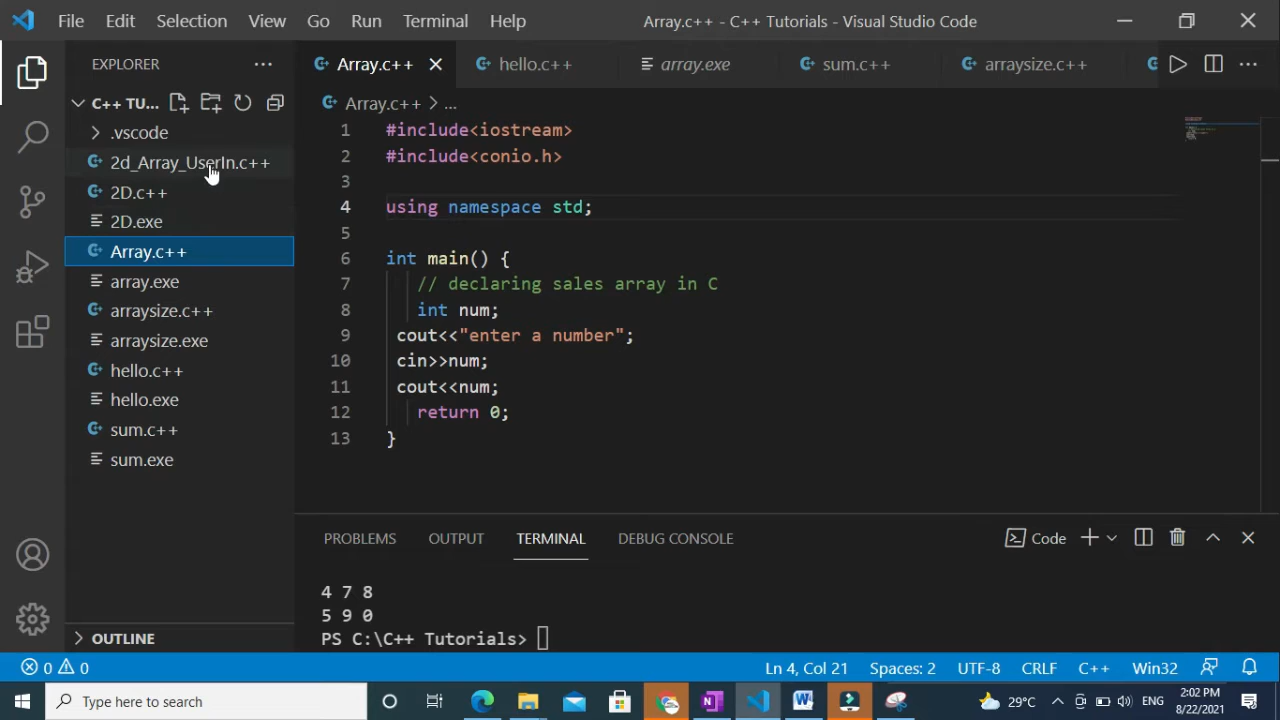 File Edit Selection View Go Run Terminal Help Array.c++ - C++ Tutorials - Visual Studio Code
EXPLORER
C++ TU...
.vscode
2d_Array_UserIn.c++
2D.c++
2D.exe
Array.c++
array.exe
arraysize.c++
arraysize.exe
hello.c++
hello.exe
sum.c++
sum.exe
OUTLINE
Array.c++ hello.c++ array.exe sum.c++ arraysize.c++
Array.c++ > ...
1 #include<iostream>
2 #include<conio.h>
3
4 using namespace std;
5
6 int main() {
7 // declaring sales array in C
8 int num;
9 cout<<"enter a number";
10 cin>>num;
11 cout<<num;
12 return 0;
13 }
PROBLEMS OUTPUT TERMINAL DEBUG CONSOLE Code
4 7 8
5 9 0
PS C:\C++ Tutorials>
0 0 Ln 4, Col 21 Spaces: 2 UTF-8 CRLF C++ Win32
Type here to search 29°C ENG
2:02 PM
8/22/2021